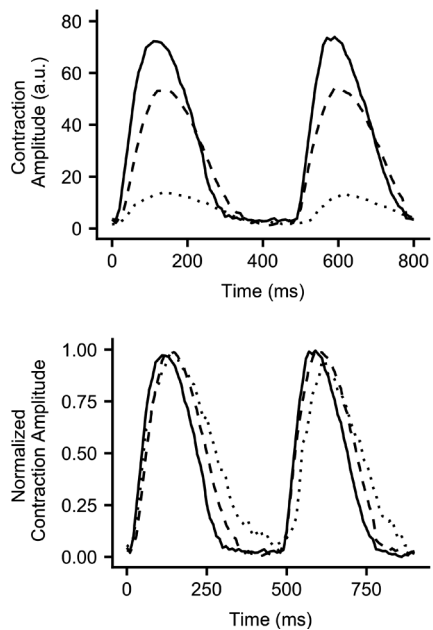 Contraction
Amplitude (a.u.)
80
60
40
20
0
0 200 400 600 800
Time (ms)
Normalized
Contraction Amplitude
1.00
0.75
0.50
0.25
0.00
0 250 500 750
Time (ms)